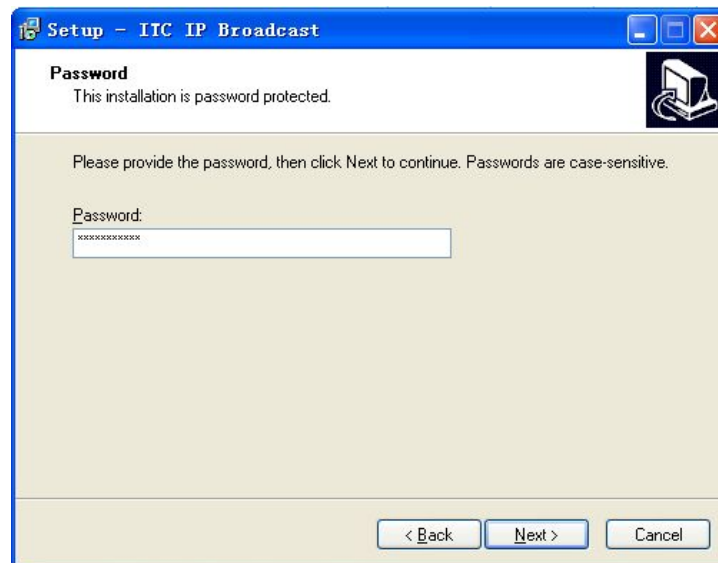 Setup - ITC IP Broadcast
Password
This installation is password protected.
Please provide the password, then click Next to continue. Passwords are case-sensitive.
Password:
***********
< Back
Next >
Cancel